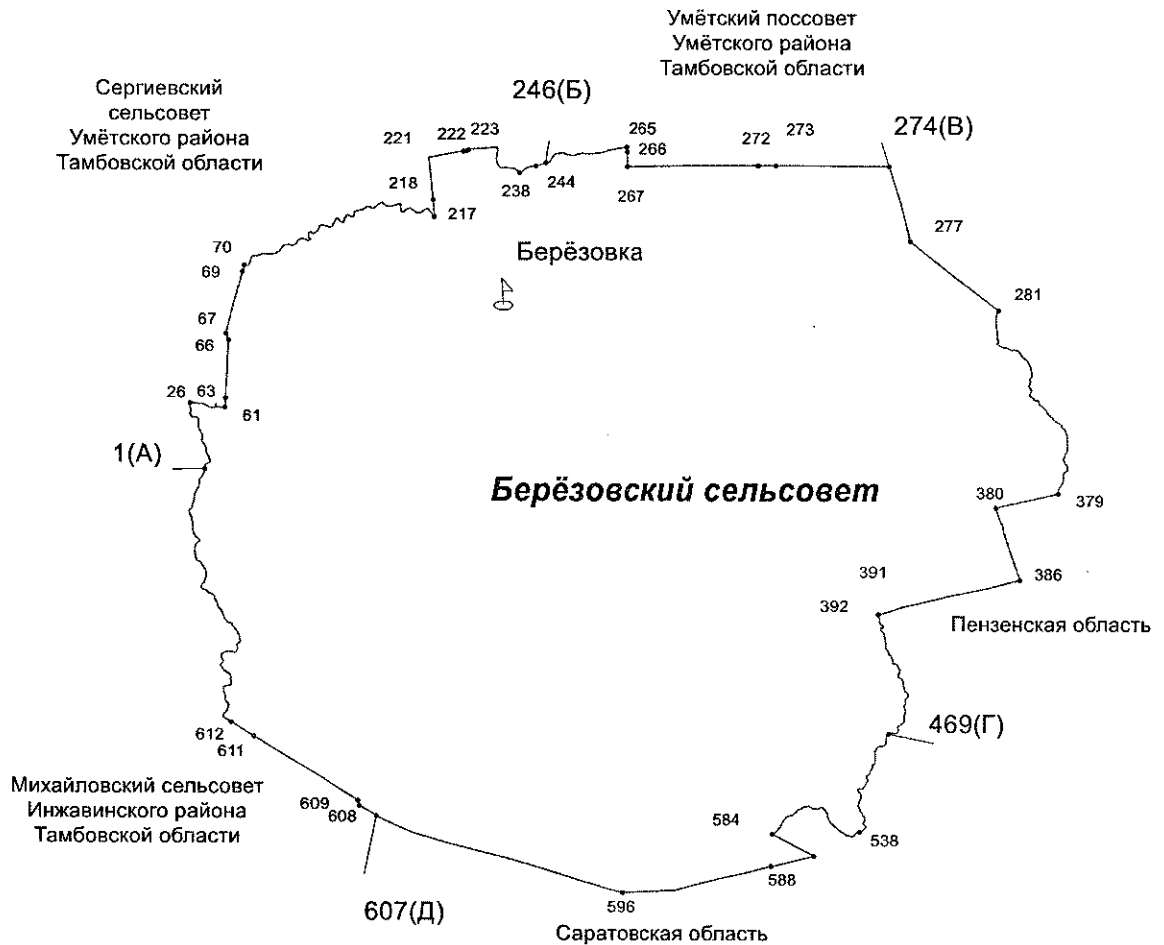 Умётский поссовет
Умётского района
Тамбовской области
Сергиевский
сельсовет
Умётского района
Тамбовской области
246(Б)
221
222
223
265
266
272
273
274(В)
218
238
244
267
217
277
Берёзовка
70
69
281
67
66
26
63
61
1(А)
Берёзовский сельсовет
380
379
391
386
392
Пензенская область
469(Г)
612
611
Михайловский сельсовет
Инжавинского района
Тамбовской области
609
608
584
538
588
607(Д)
596
Саратовская область